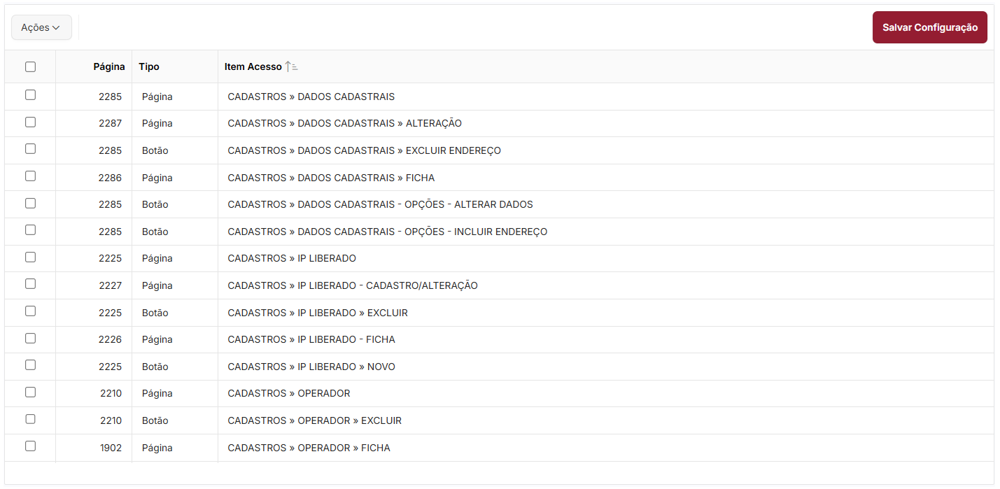 Ações
Salvar Configuração
Página Tipo Item Acesso
2285 Página CADASTROS » DADOS CADASTRAIS
2287 Página CADASTROS » DADOS CADASTRAIS » ALTERAÇÃO
2285 Botão CADASTROS » DADOS CADASTRAIS » EXCLUIR ENDEREÇO
2286 Página CADASTROS » DADOS CADASTRAIS » FICHA
2285 Botão CADASTROS » DADOS CADASTRAIS - OPÇÕES - ALTERAR DADOS
2285 Botão CADASTROS » DADOS CADASTRAIS - OPÇÕES - INCLUIR ENDEREÇO
2225 Página CADASTROS » IP LIBERADO
2227 Página CADASTROS » IP LIBERADO - CADASTRO/ALTERAÇÃO
2225 Botão CADASTROS » IP LIBERADO » EXCLUIR
2226 Página CADASTROS » IP LIBERADO - FICHA
2225 Botão CADASTROS » IP LIBERADO » NOVO
2210 Página CADASTROS » OPERADOR
2210 Botão CADASTROS » OPERADOR » EXCLUIR
1902 Página CADASTROS » OPERADOR » FICHA